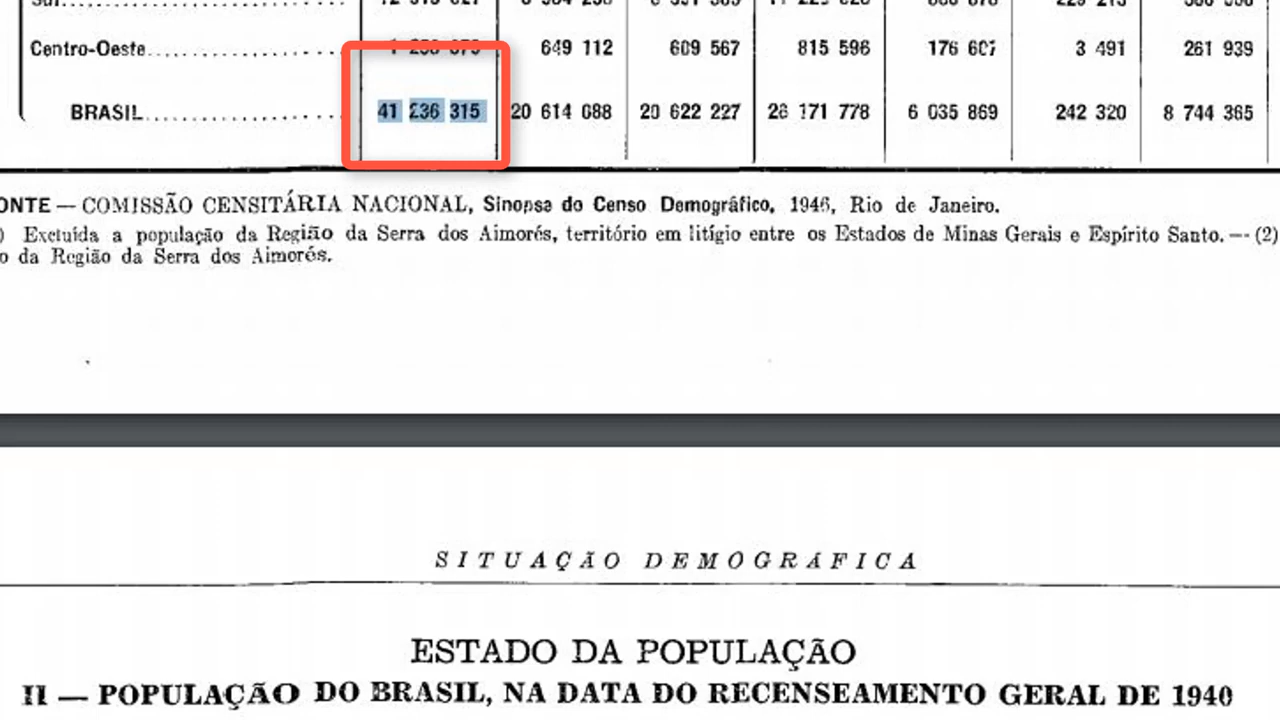 Centro-Oeste 649 112 609 567 815 596 176 607 3 491 261 939
BRASIL 41 236 315 20 614 088 20 622 227 26 171 778 6 035 869 242 320 8 744 365
ONTE — COMISSÃO CENSITÁRIA NACIONAL, Sinopse do Censo Demográfico, 1946, Rio de Janeiro.
) Excluída a população da Região da Serra dos Aimorés, território em litígio entre os Estados de Minas Gerais e Espírito Santo. — (2)
o da Região da Serra dos Aimorés.
SITUAÇÃO DEMOGRÁFICA
ESTADO DA POPULAÇÃO
II — POPULAÇÃO DO BRASIL, NA DATA DO RECENSEAMENTO GERAL DE 1940